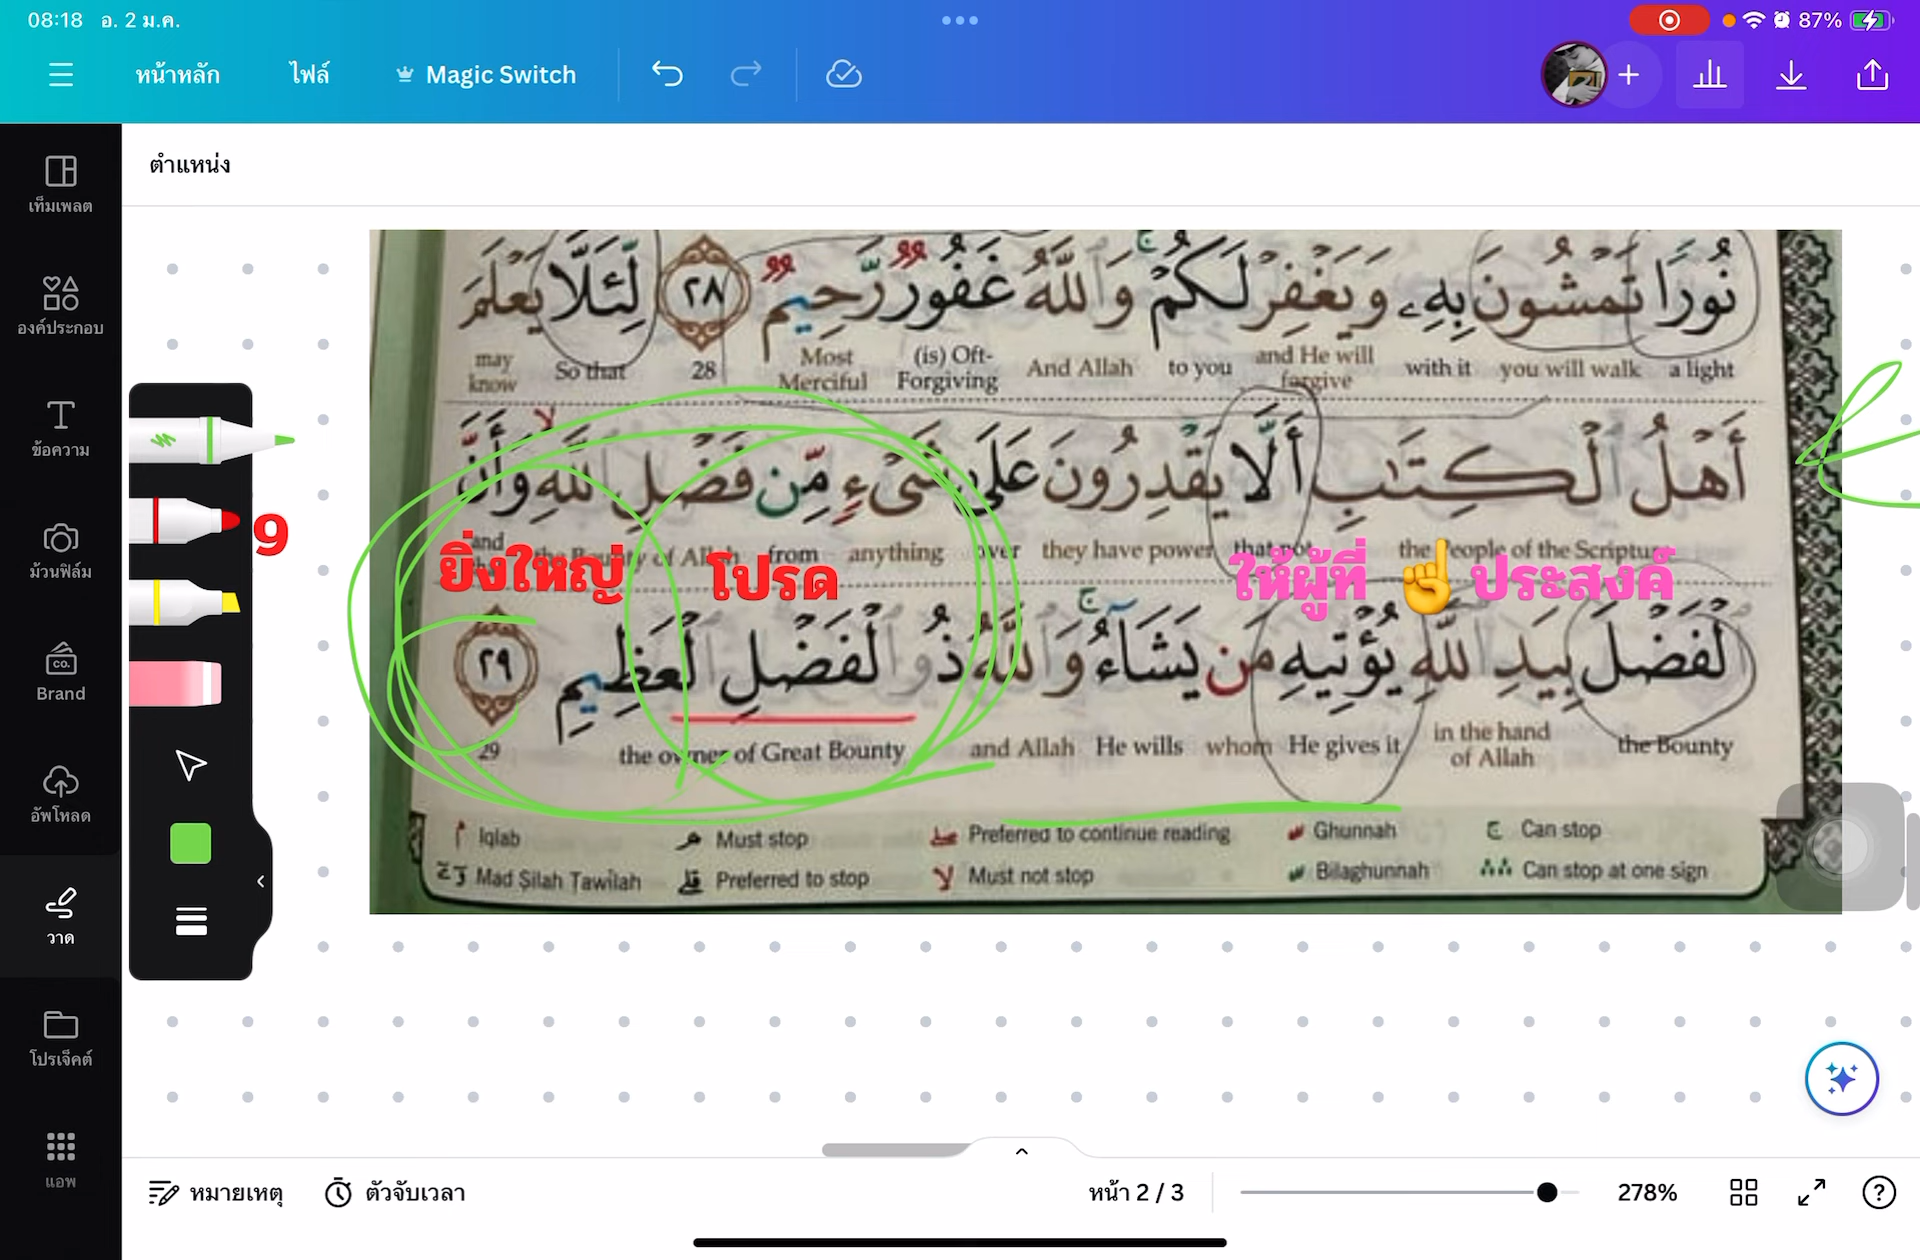 08:18 อ. 2 ม.ค.
87%
หน้าหลัก ไฟล์ Magic Switch
ตำแหน่ง
เท็มเพลต
องค์ประกอบ
ข้อความ
ม้วนฟิล์ม
CO.
Brand
อัพโหลด
วาด
โปรเจ็คต์
แอพ
9
نُورًا تَمْشُونَ بِهِۦ وَيَغْفِرْ لَكُمْ ۚ وَٱللَّهُ غَفُورٌ رَّحِيمٌ ٢٨ لِّئَلَّا يَعْلَمَ
may know So that 28 Most Merciful (is) Oft-Forgiving And Allah to you and He will forgive with it you will walk a light
أَهْلُ ٱلْكِتَٰبِ أَلَّا يَقْدِرُونَ عَلَىٰ شَىْءٍ مِّن فَضْلِ ٱللَّهِ ۙ وَأَنَّ
and the Bounty of Allah from anything over they have power that not the People of the Scripture
ยิ่งใหญ่ โปรด ให้ผู้ที่ ☝ ประสงค์
ٱلْفَضْلَ بِيَدِ ٱللَّهِ يُؤْتِيهِ مَن يَشَآءُ ۚ وَٱللَّهُ ذُو ٱلْفَضْلِ ٱلْعَظِيمِ ٢٩
29 the owner of Great Bounty and Allah He wills whom He gives it in the hand of Allah the Bounty
Iqlab Must stop Preferred to continue reading Ghunnah Can stop
Mad Ṣilah Ṭawīlah Preferred to stop Must not stop Bilaghunnah Can stop at one sign
หมายเหตุ ตัวจับเวลา หน้า 2 / 3 278%